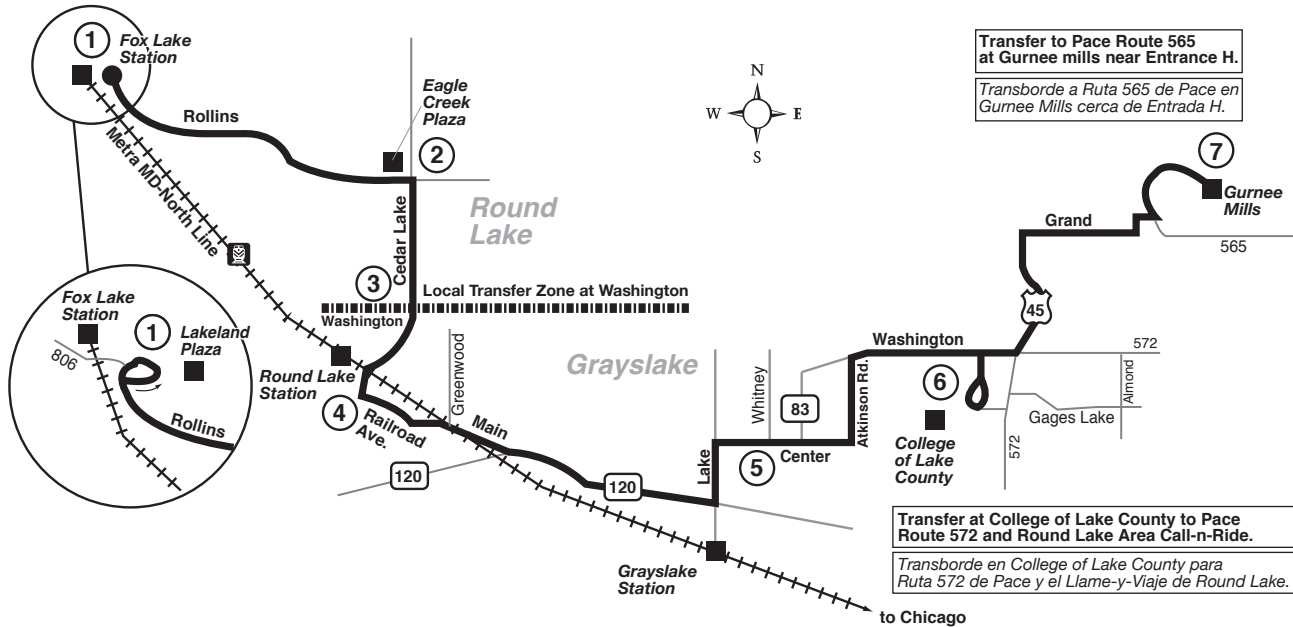 1
Fox Lake
Station
Rollins
Metra MD-North Line
Eagle
Creek
Plaza
2
N
W
E
S
Transfer to Pace Route 565
at Gurnee mills near Entrance H.
Transborde a Ruta 565 de Pace en
Gurnee Mills cerca de Entrada H.
7
Gurnee
Mills
Grand
565
Round
Lake
Cedar Lake
3
Local Transfer Zone at Washington
Washington
45
Fox Lake
Station
1
Lakeland
Plaza
806
Rollins
Round Lake
Station
4
Railroad
Ave.
Greenwood
Main
Grayslake
120
120
Lake
Whitney
83
5
Center
Atkinson Rd.
Washington
572
6
College
of Lake
County
572
Gages Lake
Almond
Grayslake
Station
to Chicago
Transfer at College of Lake County to Pace
Route 572 and Round Lake Area Call-n-Ride.
Transborde en College of Lake County para
Ruta 572 de Pace y el Llame-y-Viaje de Round Lake.